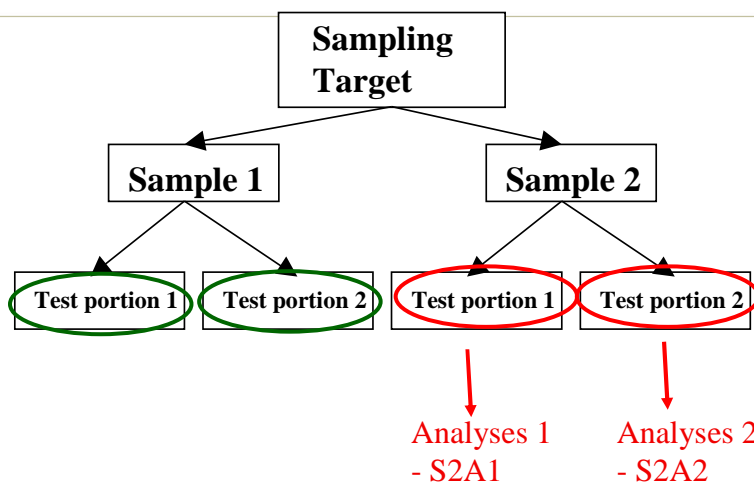 Sampling
Target
Sample 1
Sample 2
Test portion 1
Test portion 2
Test portion 1
Test portion 2
Analyses 1
- S2A1
Analyses 2
- S2A2